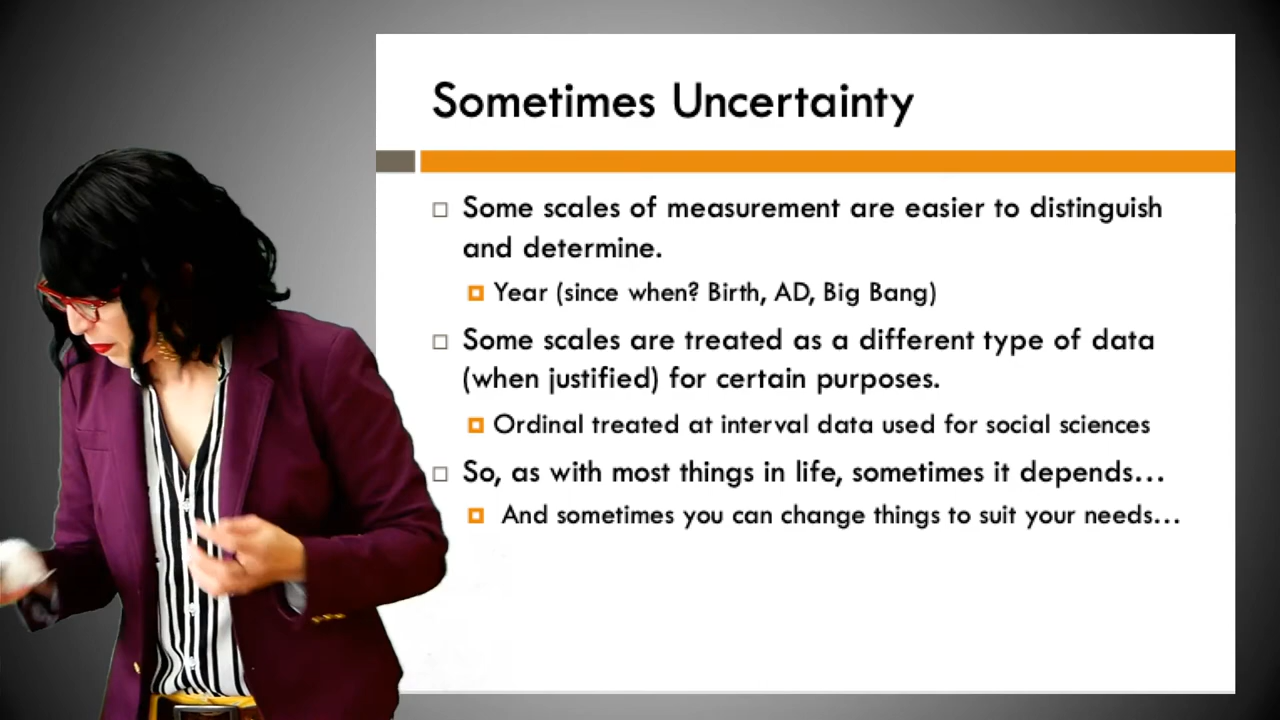 Sometimes Uncertainty
Some scales of measurement are easier to distinguish
and determine.
Year (since when? Birth, AD, Big Bang)
Some scales are treated as a different type of data
(when justified) for certain purposes.
Ordinal treated at interval data used for social sciences
So, as with most things in life, sometimes it depends…
And sometimes you can change things to suit your needs…